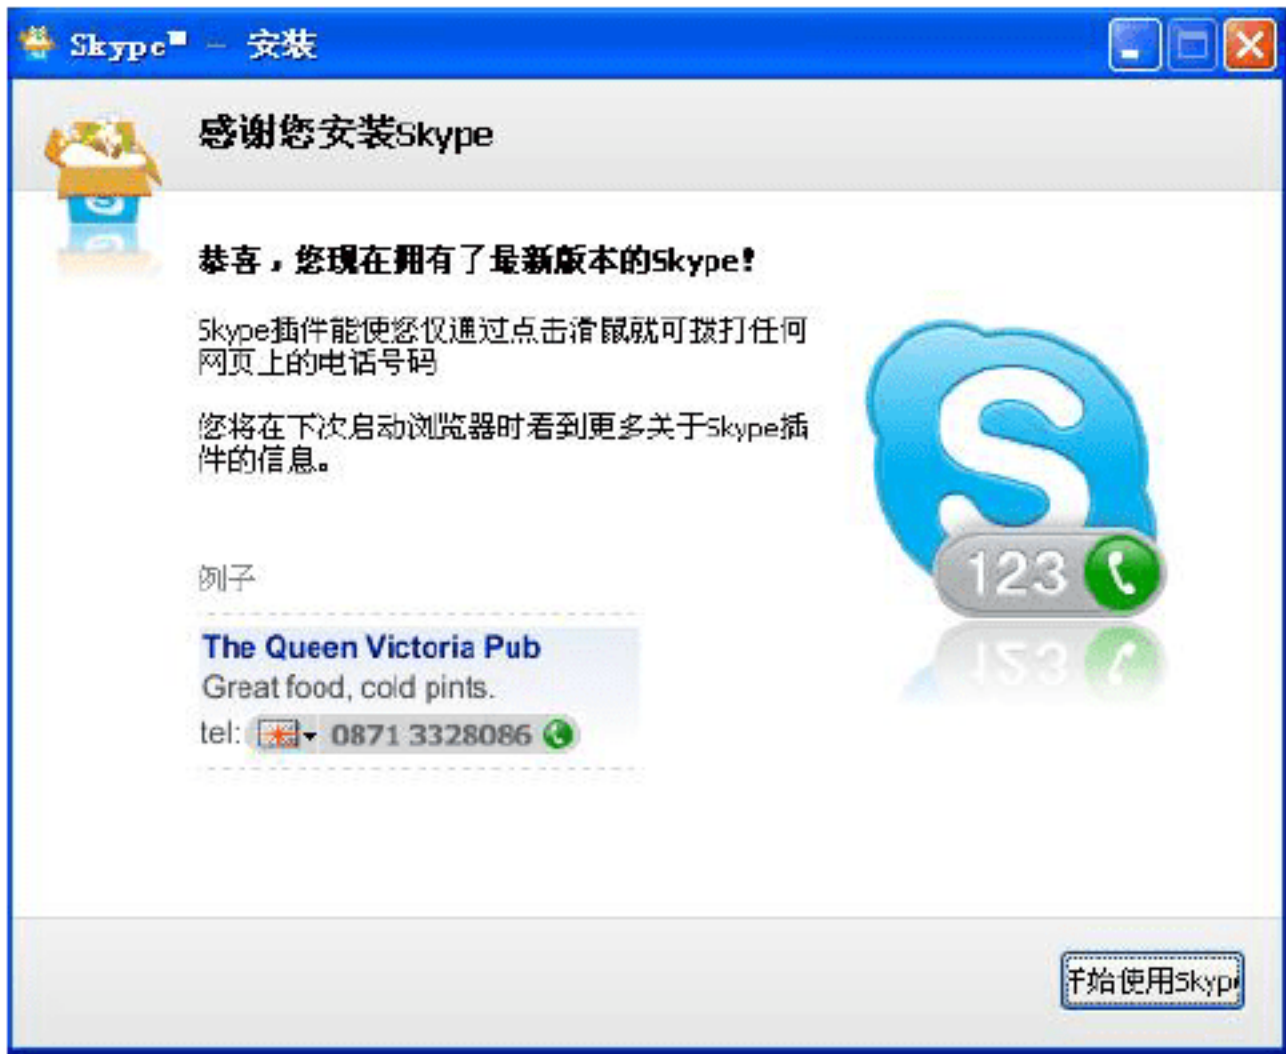 Skype™ - 安装
感谢您安装Skype
恭喜，您现在拥有了最新版本的Skype!
Skype插件能使您仅通过点击滑鼠就可拨打任何
网页上的电话号码
您将在下次启动浏览器时看到更多关于Skype插
件的信息。
S
123
例子
The Queen Victoria Pub
Great food, cold pints.
tel: 0871 3328086
开始使用Skype